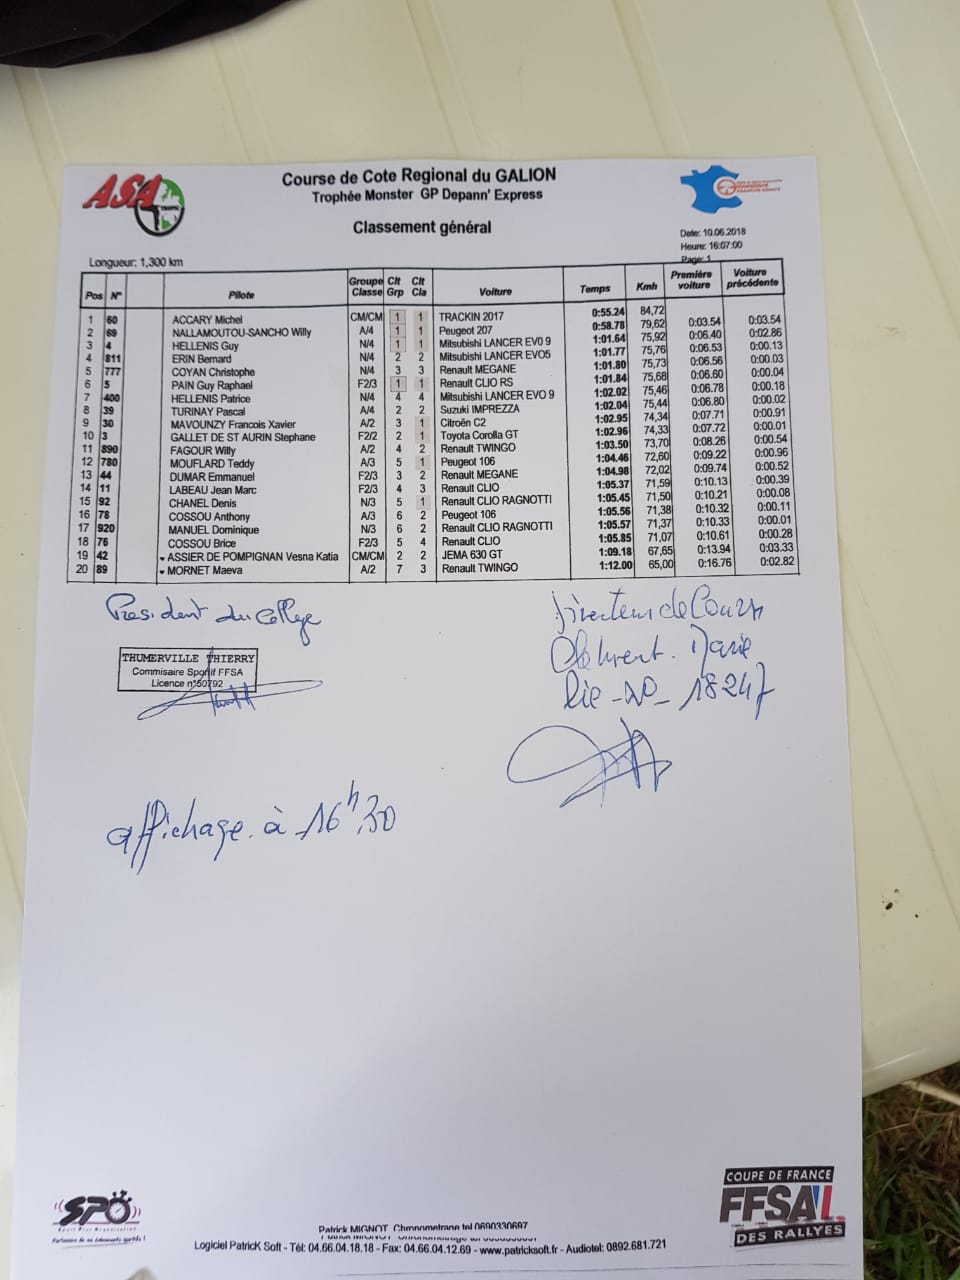 ASA
Course de Cote Regional du GALION
Trophée Monster GP Depann' Express
Classement général
Date: 10.06.2018
Heure: 16:07:00
Page: 1
Longueur: 1,300 km
Pos N° Pilote Groupe Classe Clt Grp Clt Cla Voiture Temps Kmh Première voiture Voiture précédente
1 60 ACCARY Michel CM/CM 1 1 TRACKIN 2017 0:55.24 84,72
2 69 NALLAMOUTOU-SANCHO Willy A/4 1 1 Peugeot 207 0:58.78 79,62 0:03.54 0:03.54
3 4 HELLENIS Guy N/4 1 1 Mitsubishi LANCER EV0 9 1:01.64 75,92 0:06.40 0:02.86
4 811 ERIN Bernard N/4 2 2 Mitsubishi LANCER EVO5 1:01.77 75,76 0:06.53 0:00.13
5 777 COYAN Christophe N/4 3 3 Renault MEGANE 1:01.80 75,73 0:06.56 0:00.03
6 5 PAIN Guy Raphael F2/3 1 1 Renault CLIO RS 1:01.84 75,68 0:06.60 0:00.04
7 400 HELLENIS Patrice N/4 4 4 Mitsubishi LANCER EVO 9 1:02.02 75,46 0:06.78 0:00.18
8 39 TURINAY Pascal A/4 2 2 Suzuki IMPREZZA 1:02.04 75,44 0:06.80 0:00.02
9 30 MAVOUNZY Francois Xavier A/2 3 1 Citroën C2 1:02.95 74,34 0:07.71 0:00.91
10 3 GALLET DE ST AURIN Stephane F2/2 2 1 Toyota Corolla GT 1:02.96 74,33 0:07.72 0:00.01
11 890 FAGOUR Willy A/2 4 2 Renault TWINGO 1:03.50 73,70 0:08.26 0:00.54
12 780 MOUFLARD Teddy A/3 5 1 Peugeot 106 1:04.46 72,60 0:09.22 0:00.96
13 44 DUMAR Emmanuel F2/3 3 2 Renault MEGANE 1:04.98 72,02 0:09.74 0:00.52
14 11 LABEAU Jean Marc F2/3 4 3 Renault CLIO 1:05.37 71,59 0:10.13 0:00.39
15 92 CHANEL Denis N/3 5 1 Renault CLIO RAGNOTTI 1:05.45 71,50 0:10.21 0:00.08
16 78 COSSOU Anthony A/3 6 2 Peugeot 106 1:05.56 71,38 0:10.32 0:00.11
17 920 MANUEL Dominique N/3 6 2 Renault CLIO RAGNOTTI 1:05.57 71,37 0:10.33 0:00.01
18 76 COSSOU Brice F2/3 5 4 Renault CLIO 1:05.85 71,07 0:10.61 0:00.28
19 42 ♥ ASSIER DE POMPIGNAN Vesna Katia CM/CM 2 2 JEMA 630 GT 1:09.18 67,65 0:13.94 0:03.33
20 89 ♥ MORNET Maeva A/2 7 3 Renault TWINGO 1:12.00 65,00 0:16.76 0:02.82
President du College
THUMERVILLE THIERRY
Commisaire Sportif FFSA
Licence n°50792
Directeur de Course
Marie
Lic - N° - 18247
affichage à 16h30
SPO
Patrick MIGNOT Chronometrage tel 0690330697
Logiciel PatricK Soft - Tél: 04.66.04.18.18 - Fax: 04.66.04.12.69 - www.patricksoft.fr - Audiotel: 0892.681.721
COUPE DE FRANCE
FFSA
DES RALLYES